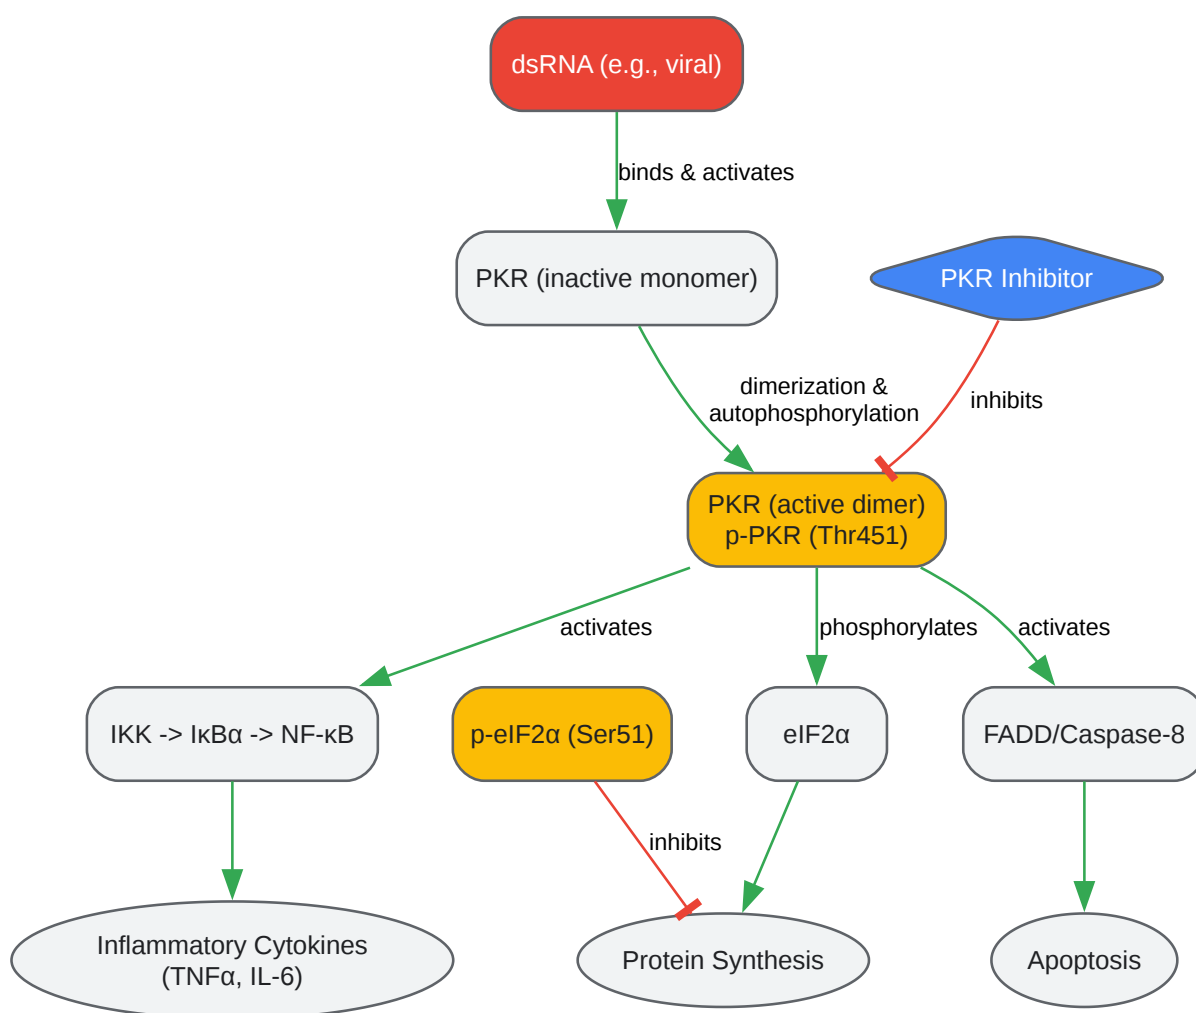 dsRNA (e.g., viral)
binds & activates
PKR (inactive monomer)
PKR Inhibitor
dimerization &
autophosphorylation
inhibits
PKR (active dimer)
p-PKR (Thr451)
activates
phosphorylates
activates
IKK -> IκBα -> NF-κB
p-eIF2α (Ser51)
eIF2α
FADD/Caspase-8
inhibits
Inflammatory Cytokines
(TNFα, IL-6)
Protein Synthesis
Apoptosis